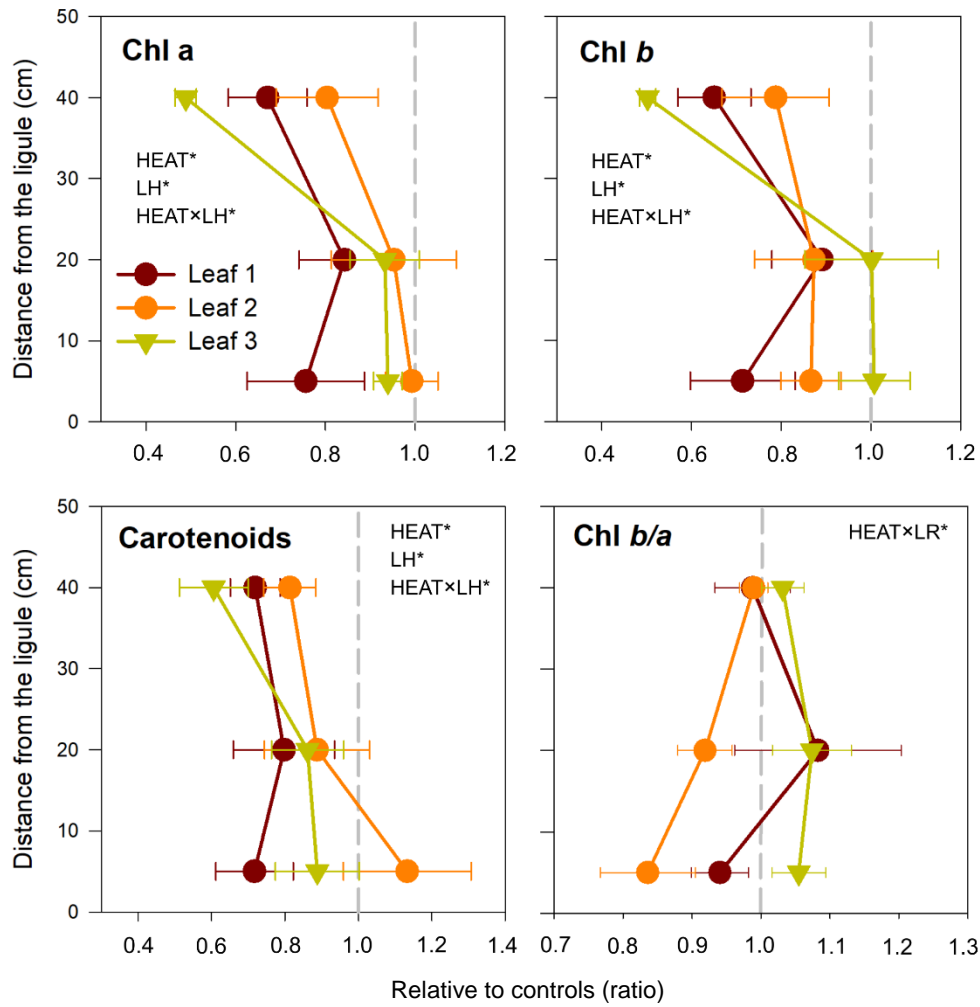 Chl a
HEAT*
LH*
HEAT×LH*
Leaf 1
Leaf 2
Leaf 3
Distance from the ligule (cm)
50
40
30
20
10
0
0.4 0.6 0.8 1.0 1.2
Chl b
HEAT*
LH*
HEAT×LH*
0.4 0.6 0.8 1.0 1.2
Carotenoids
HEAT*
LH*
HEAT×LH*
Distance from the ligule (cm)
50
40
30
20
10
0
0.4 0.6 0.8 1.0 1.2 1.4
Chl b/a
HEAT×LR*
0.7 0.8 0.9 1.0 1.1 1.2 1.3
Relative to controls (ratio)